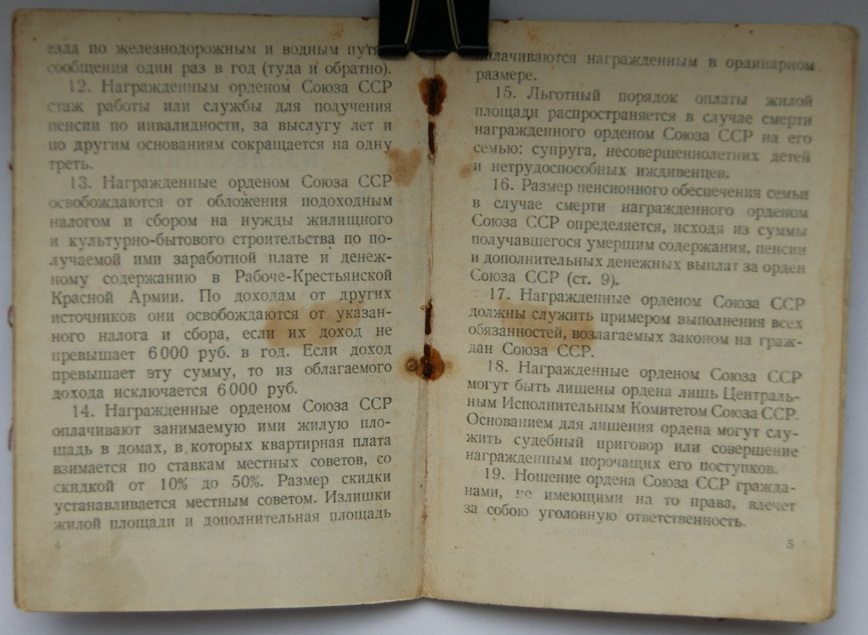 езда по железнодорожным и водным путя
сообщения один раз в год (туда и обратно).
12. Награжденным орденом Союза ССР
стаж работы или службы для получения
пенсии по инвалидности, за выслугу лет и
по другим основаниям сокращается на одну
треть.
13. Награжденные орденом Союза ССР
освобождаются от обложения подоходным
налогом и сбором на нужды жилищного
и культурно-бытового строительства по по-
лучаемой ими заработной плате и денеж-
ному содержанию в Рабоче-Крестьянской
Красной Армии. По доходам от других
источников они освобождаются от указан-
ного налога и сбора, если их доход не
превышает 6 000 руб. в год. Если доход
превышает эту сумму, то из облагаемого
дохода исключается 6 000 руб.
14. Награжденные орденом Союза ССР
оплачивают занимаемую ими жилую пло-
щадь в домах, в которых квартирная плата
взимается по ставкам местных советов, со
скидкой от 10% до 50%. Размер скидки
устанавливается местным советом. Излишки
жилой площади и дополнительная площадь
4
оплачиваются награжденным в ординарном
размере.
15. Льготный порядок оплаты жилой
площади распространяется в случае смерти
награжденного орденом Союза ССР на его
семью: супруга, несовершеннолетних детей
и нетрудоспособных иждивенцев.
16. Размер пенсионного обеспечения семьи
в случае смерти награжденного орденом
Союза ССР определяется, исходя из суммы
получавшегося умершим содержания, пенсии
и дополнительных денежных выплат за орден
Союза ССР (ст. 9).
17. Награжденные орденом Союза ССР
должны служить примером выполнения всех
обязанностей, возлагаемых законом на граж-
дан Союза ССР.
18. Награжденные орденом Союза ССР
могут быть лишены ордена лишь Централь-
ным Исполнительным Комитетом Союза ССР.
Основанием для лишения ордена могут слу-
жить судебный приговор или совершение
награжденным порочащих его поступков.
19. Ношение ордена Союза ССР гражда-
нами, не имеющими на то права, влечет
за собою уголовную ответственность.
5